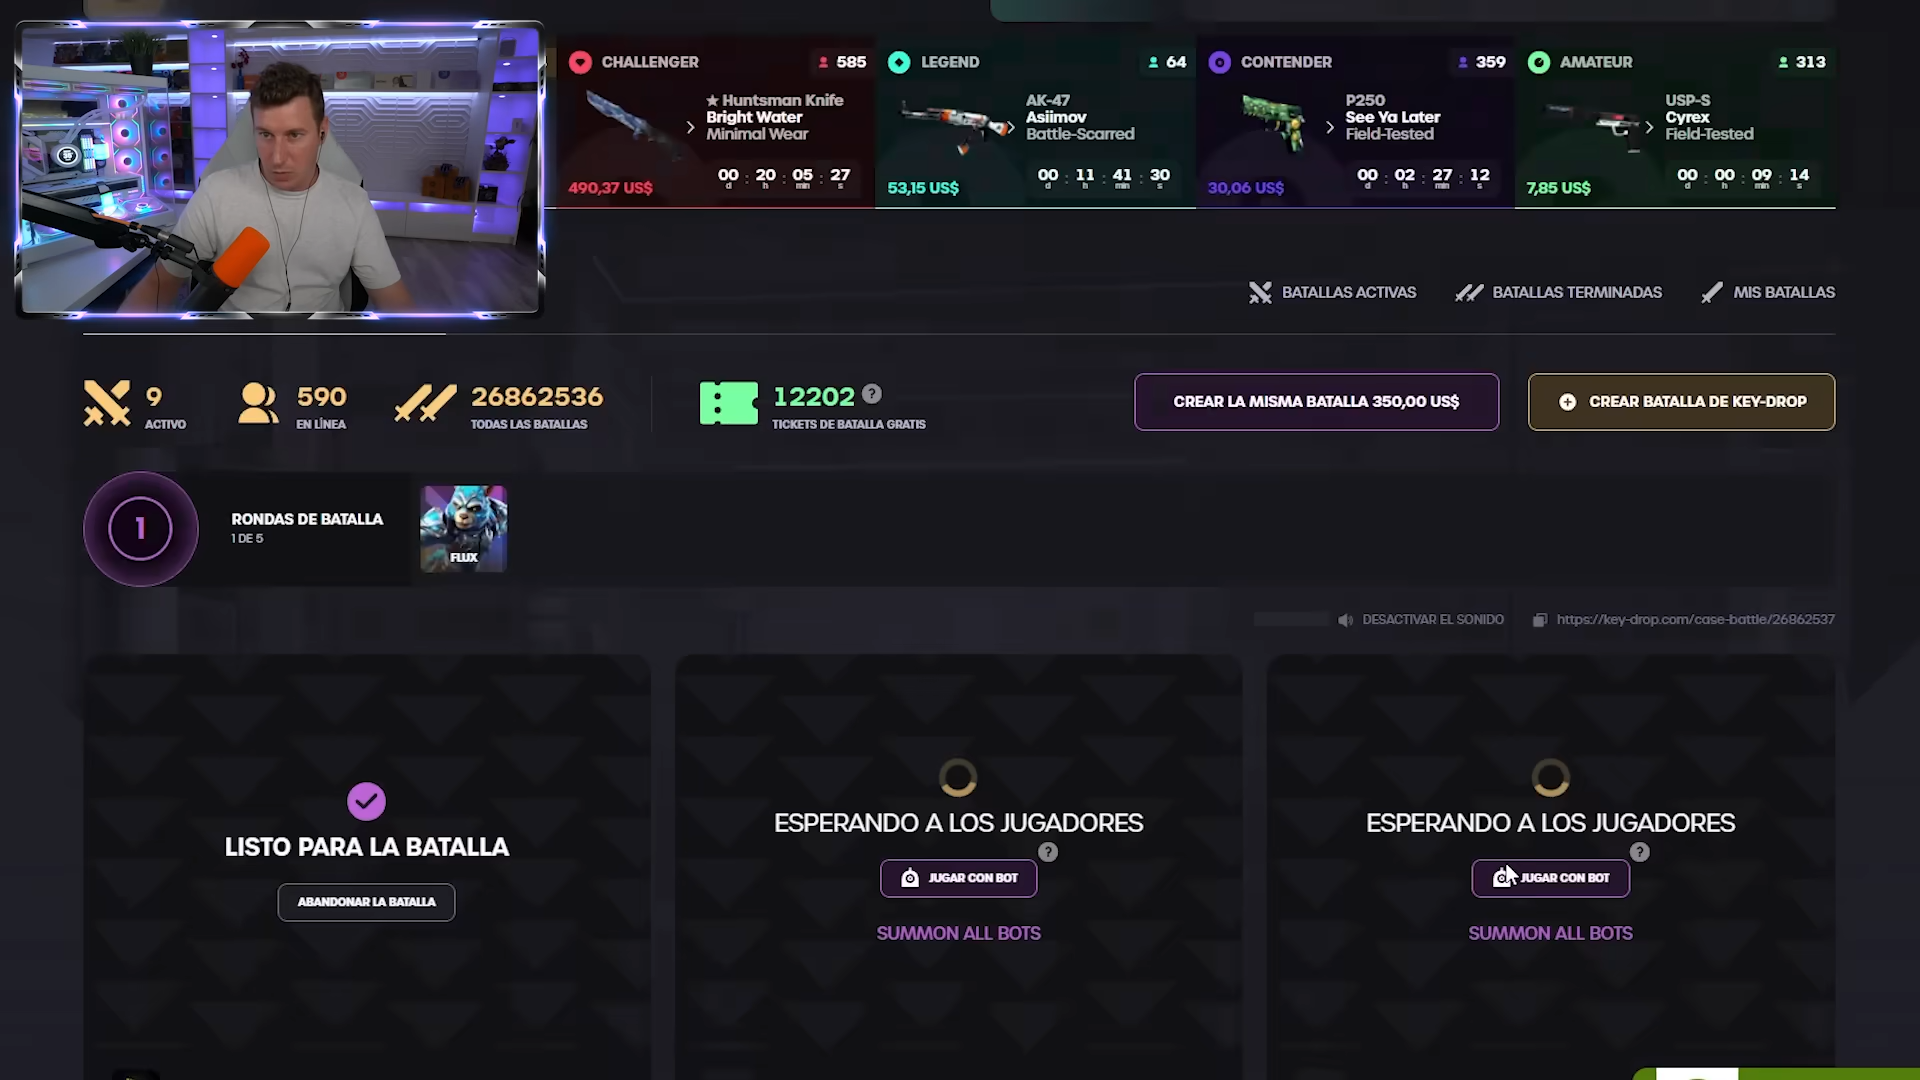 CHALLENGER
585
★ Huntsman Knife
Bright Water
Minimal Wear
490,37 US$
00 : 20 : 05 : 27
d h min s
LEGEND
64
AK-47
Asiimov
Battle-Scarred
53,15 US$
00 : 11 : 41 : 30
d h min s
CONTENDER
359
P250
See Ya Later
Field-Tested
30,06 US$
00 : 02 : 27 : 12
d h min s
AMATEUR
313
USP-S
Cyrex
Field-Tested
7,85 US$
00 : 00 : 09 : 14
d h min s
BATALLAS ACTIVAS
BATALLAS TERMINADAS
MIS BATALLAS
9
ACTIVO
590
EN LÍNEA
26862536
TODAS LAS BATALLAS
12202 ?
TICKETS DE BATALLA GRATIS
CREAR LA MISMA BATALLA 350,00 US$
CREAR BATALLA DE KEY-DROP
1
RONDAS DE BATALLA
1 DE 5
FLUX
DESACTIVAR EL SONIDO
https://key-drop.com/case-battle/26862537
LISTO PARA LA BATALLA
ABANDONAR LA BATALLA
ESPERANDO A LOS JUGADORES
?
JUGAR CON BOT
SUMMON ALL BOTS
ESPERANDO A LOS JUGADORES
?
JUGAR CON BOT
SUMMON ALL BOTS